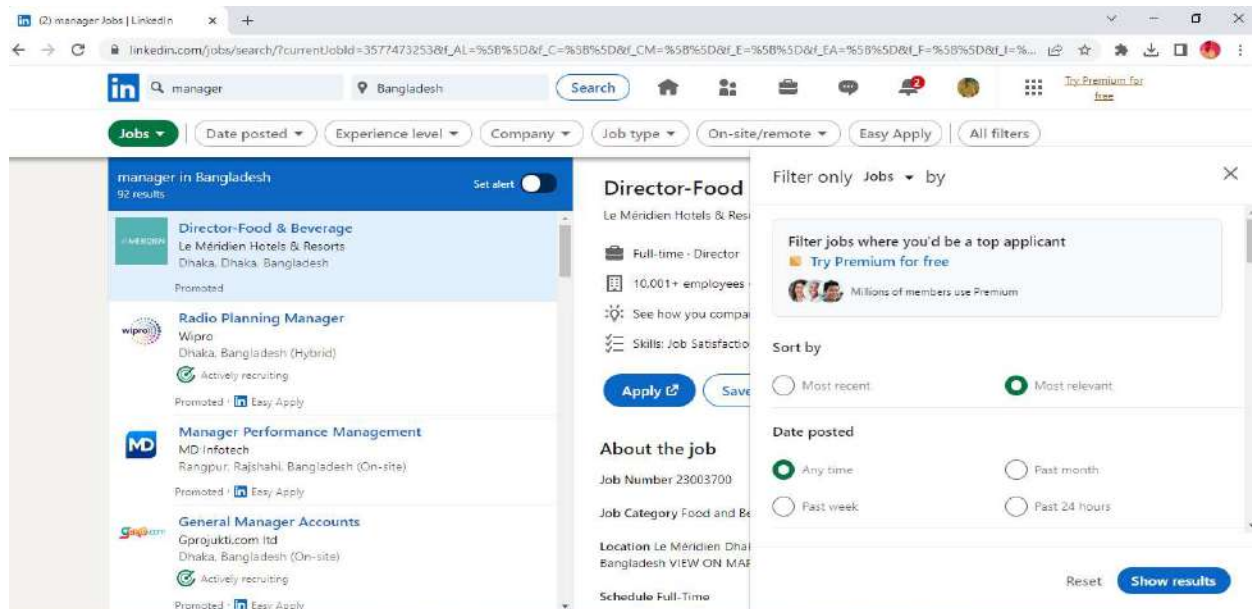 (2) manager Jobs | LinkedIn
linkedin.com/jobs/search/?currentJobId=3577473253&f_AL=%5B%5D&f_C=%5B%5D&f_CM=%5B%5D&f_E=%5B%5D&f_EA=%5B%5D&f_F=%5B%5D&f_I=%...
in manager Bangladesh Search 2 Try Premium for
free
Jobs Date posted Experience level Company Job type On-site/remote Easy Apply All filters
manager in Bangladesh
92 results
Set alert
Director-Food & Beverage
Le Méridien Hotels & Resorts
Dhaka, Dhaka, Bangladesh
Promoted
wipro
Radio Planning Manager
Wipro
Dhaka, Bangladesh (Hybrid)
Actively recruiting
Promoted · in Easy Apply
MD
Manager Performance Management
MD Infotech
Rangpur, Rajshahi, Bangladesh (On-site)
Promoted · in Easy Apply
General Manager Accounts
Gprojukti.com ltd
Dhaka, Bangladesh (On-site)
Actively recruiting
Promoted · in Easy Apply
Director-Food
Le Méridien Hotels & Res
Full-time · Director
10,001+ employees
See how you compa
Skills: Job Satisfactio
Apply Save
About the job
Job Number 23003700
Job Category Food and Be
Location Le Méridien Dha
Bangladesh VIEW ON MAP
Schedule Full-Time
Filter only Jobs by
Filter jobs where you'd be a top applicant
Try Premium for free
Millions of members use Premium
Sort by
Most recent Most relevant
Date posted
Any time Past month
Past week Past 24 hours
Reset Show results